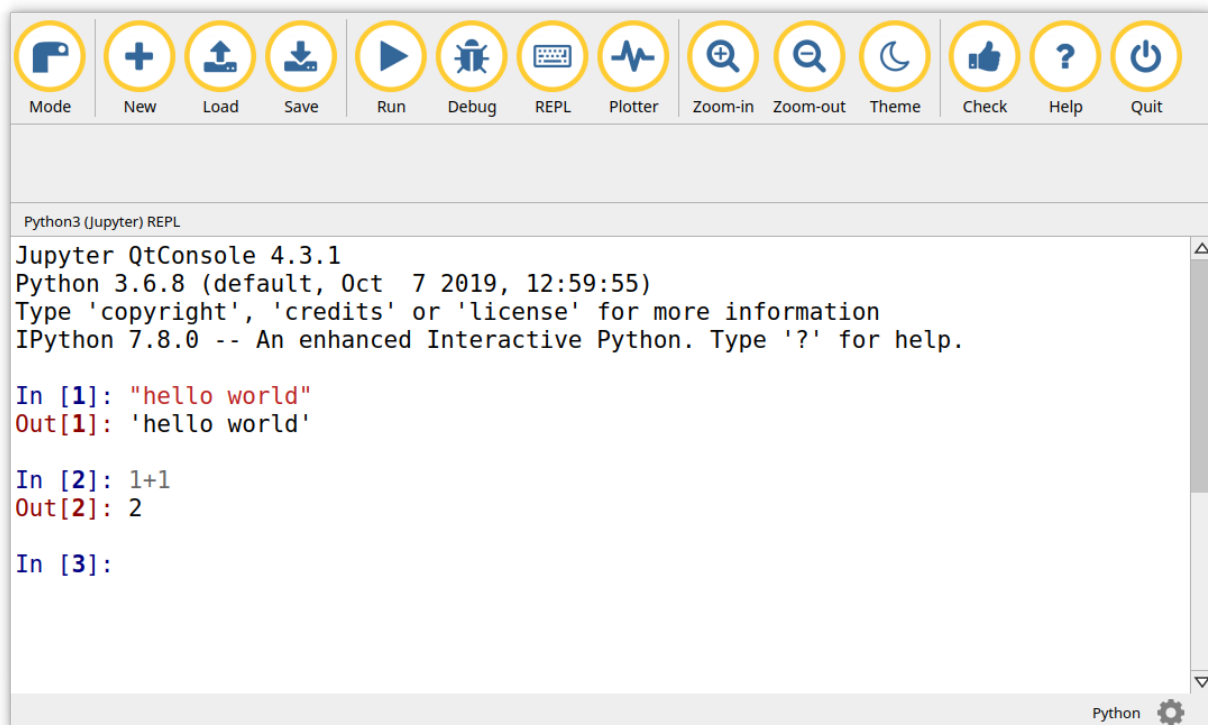 Mode New Load Save Run Debug REPL Plotter Zoom-in Zoom-out Theme Check Help Quit
Python3 (Jupyter) REPL
Jupyter QtConsole 4.3.1
Python 3.6.8 (default, Oct  7 2019, 12:59:55)
Type 'copyright', 'credits' or 'license' for more information
IPython 7.8.0 -- An enhanced Interactive Python. Type '?' for help.
In [1]: "hello world"
Out[1]: 'hello world'
In [2]: 1+1
Out[2]: 2
In [3]:
Python